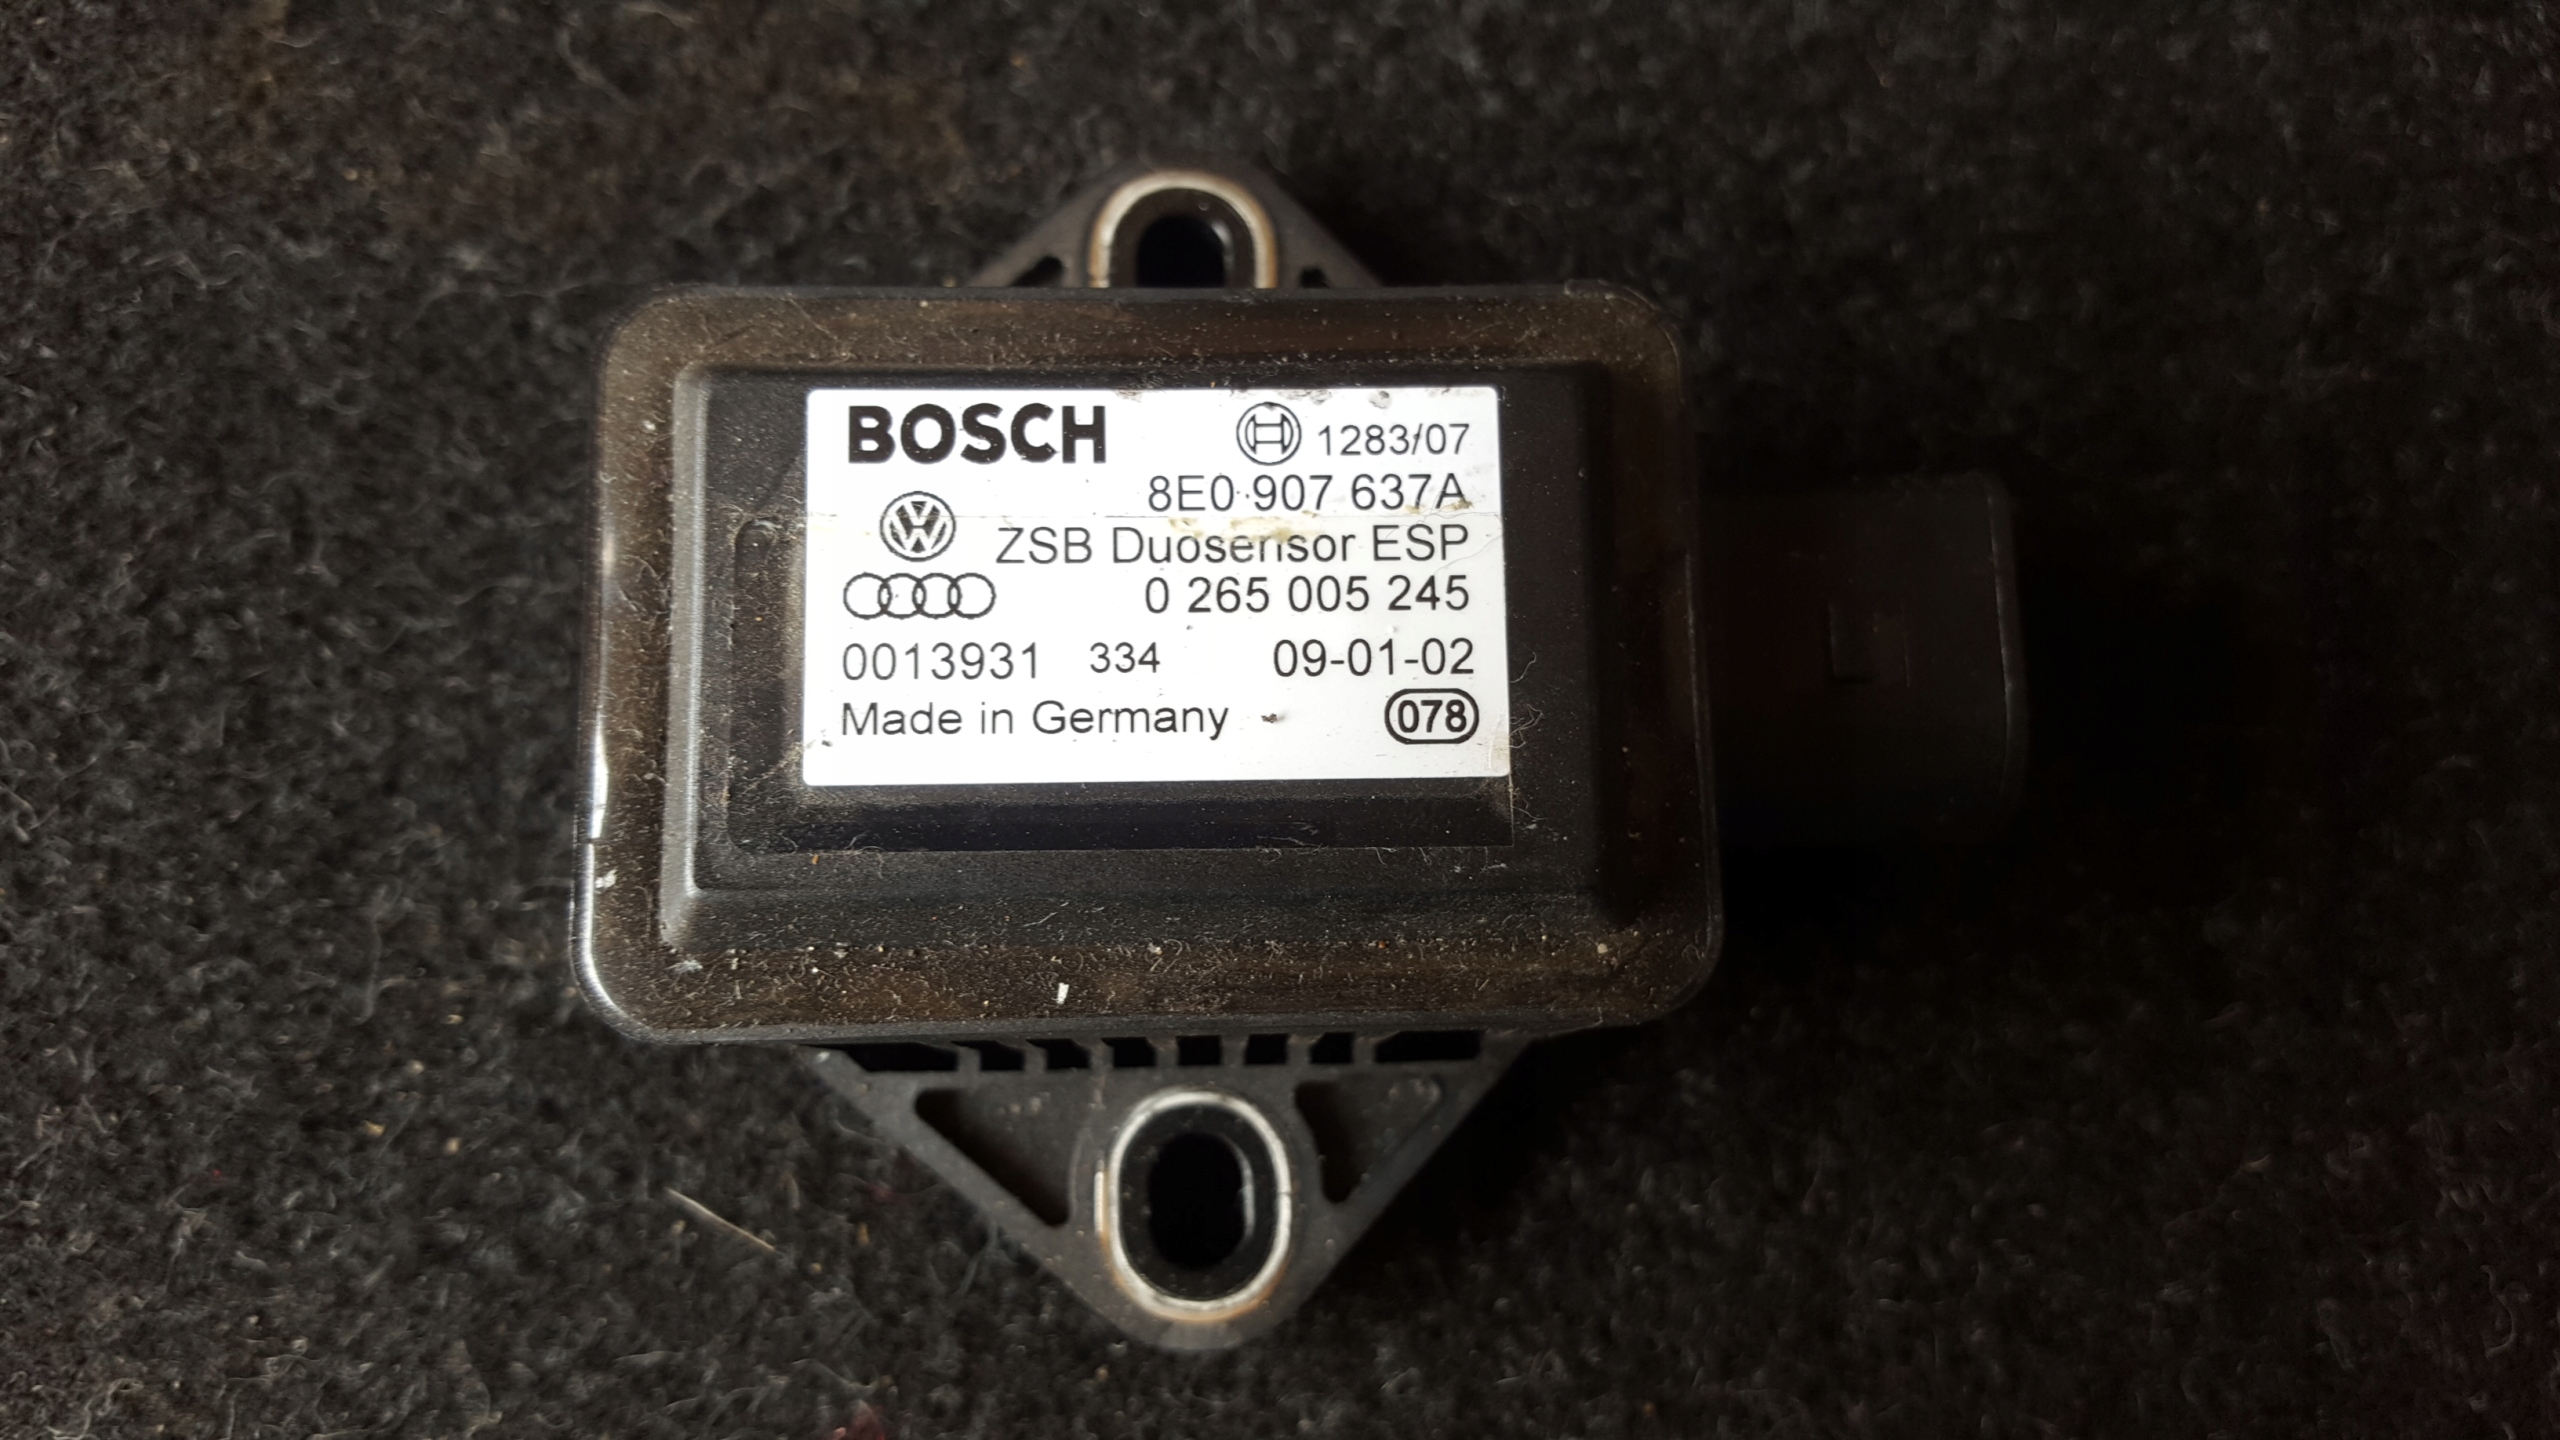 BOSCH 1283/07
8E0 907 637A
ZSB Duosensor ESP
0 265 005 245
0013931 334 09-01-02
Made in Germany 078